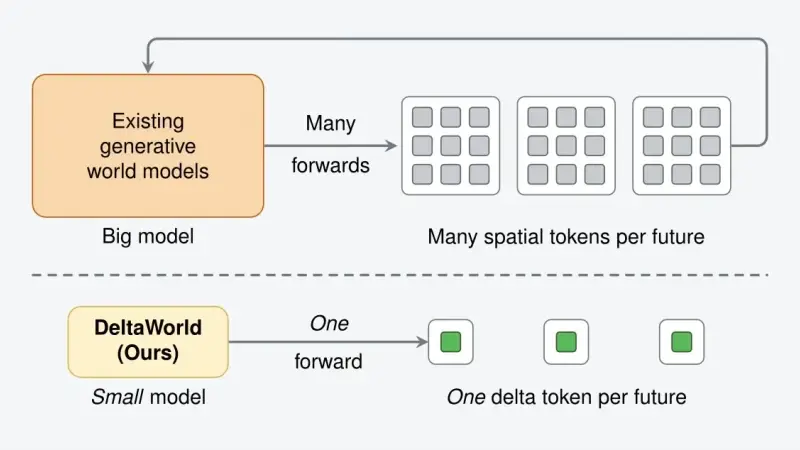 Existing
generative
world models
Many
forwards
Big model
Many spatial tokens per future
DeltaWorld
(Ours)
One
forward
Small model
One delta token per future